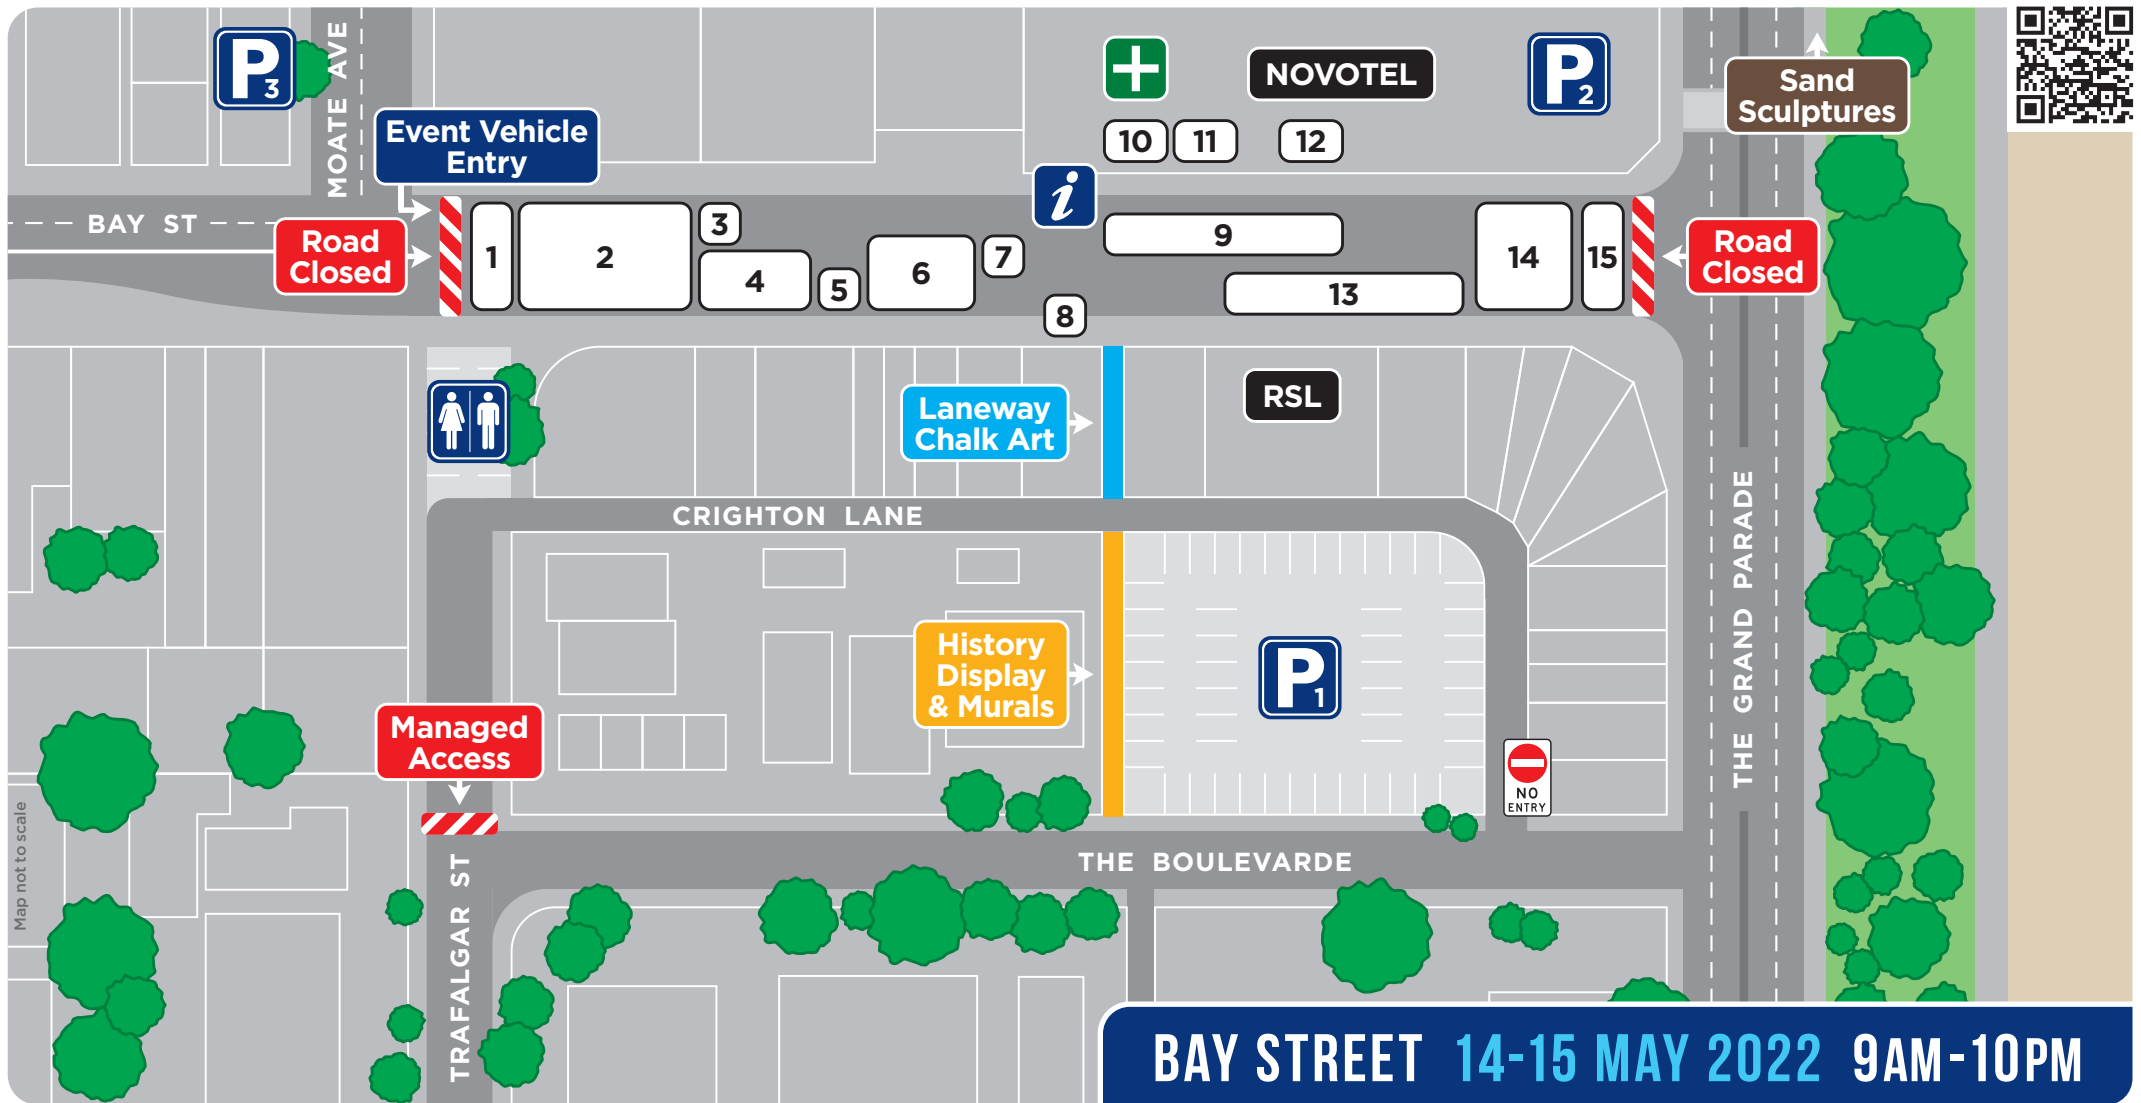 P3
MOATE AVE
NOVOTEL
P2
Sand
Sculptures
Event Vehicle
Entry
10
11
12
i
BAY ST
Road
Closed
1
2
3
4
5
6
7
8
9
13
14
15
Road
Closed
Laneway
Chalk Art
RSL
CRIGHTON LANE
THE GRAND PARADE
History
Display
& Murals
P1
Managed
Access
NO
ENTRY
Map not to scale
THE BOULEVARDE
TRAFALGAR ST
BAY STREET 14-15 MAY 2022 9AM-10PM